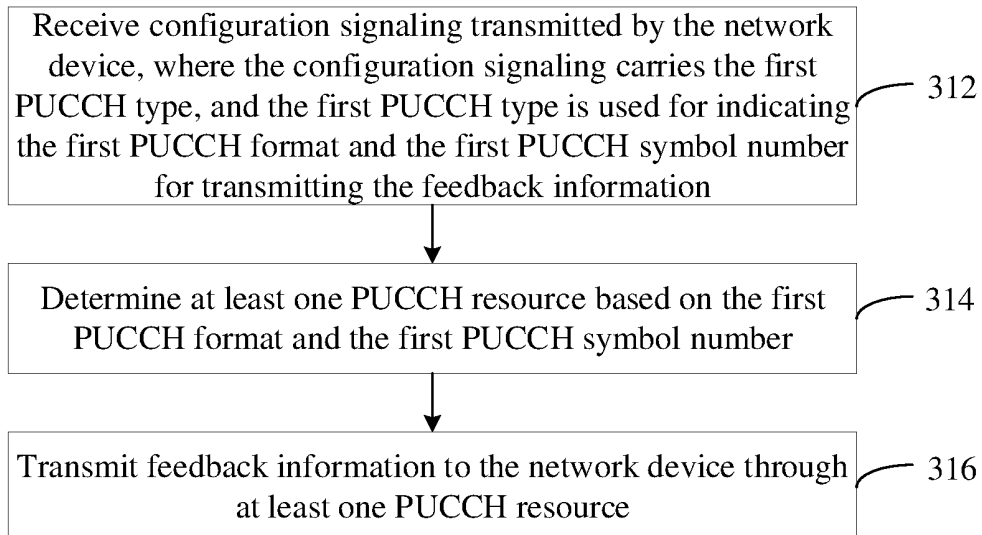 Receive configuration signaling transmitted by the network
device, where the configuration signaling carries the first
PUCCH type, and the first PUCCH type is used for indicating
the first PUCCH format and the first PUCCH symbol number
for transmitting the feedback information
312
Determine at least one PUCCH resource based on the first
PUCCH format and the first PUCCH symbol number
314
Transmit feedback information to the network device through
at least one PUCCH resource
316